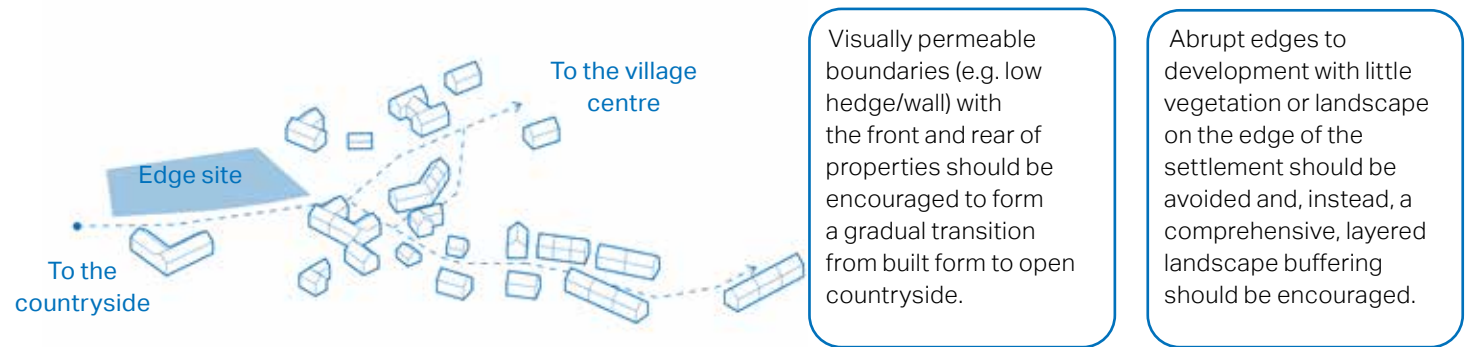 To the village
centre
Edge site
To the
countryside
Visually permeable
boundaries (e.g. low
hedge/wall) with
the front and rear of
properties should be
encouraged to form
a gradual transition
from built form to open
countryside.
Abrupt edges to
development with little
vegetation or landscape
on the edge of the
settlement should be
avoided and, instead, a
comprehensive, layered
landscape buffering
should be encouraged.